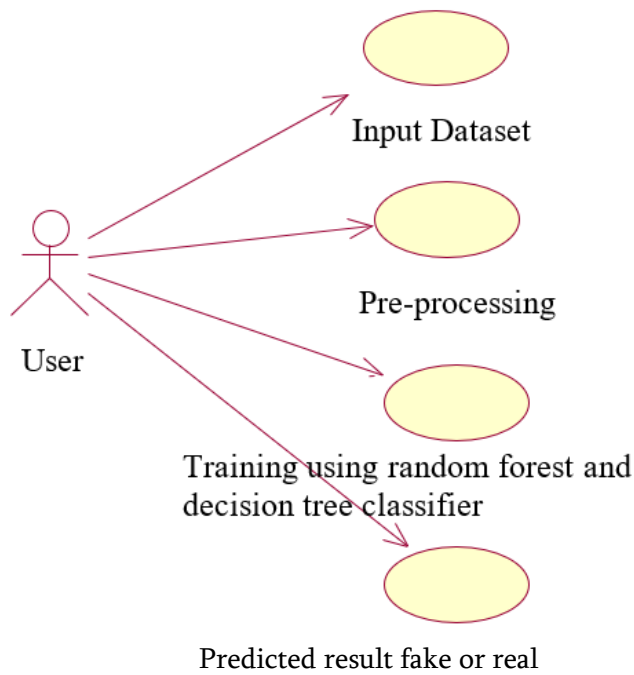 Input Dataset
Pre-processing
User
Training using random forest and
decision tree classifier
Predicted result fake or real